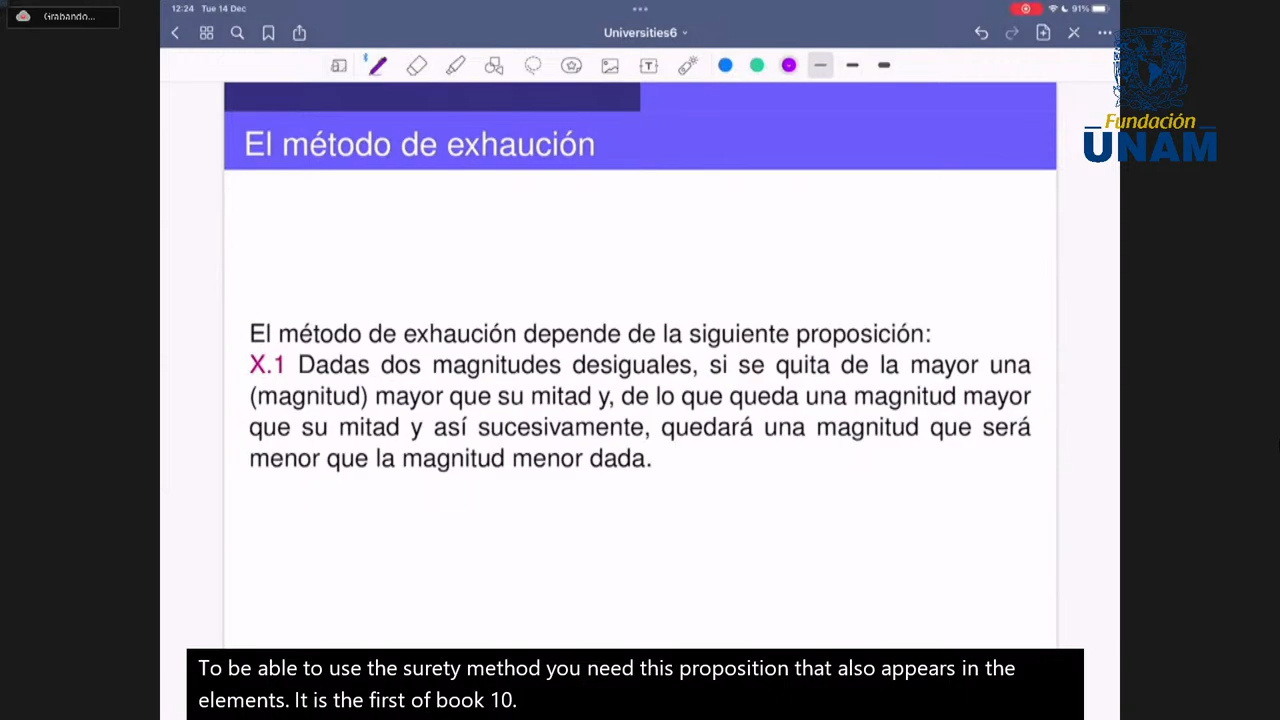 Grabando...
12:24 Tue 14 Dec
91%
Universities6
El método de exhaución
Fundación
UNAM
El método de exhaución depende de la siguiente proposición:
X.1 Dadas dos magnitudes desiguales, si se quita de la mayor una
(magnitud) mayor que su mitad y, de lo que queda una magnitud mayor
que su mitad y así sucesivamente, quedará una magnitud que será
menor que la magnitud menor dada.
To be able to use the surety method you need this proposition that also appears in the
elements. It is the first of book 10.